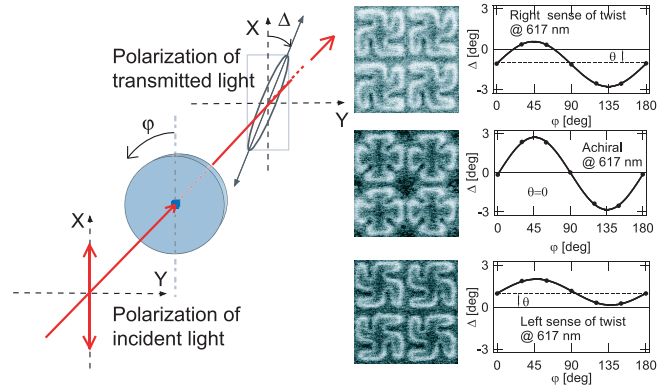 X
Δ
Polarization of
transmitted light
Y
φ
X
Y
Polarization of
incident light
3
0
-3
Δ [deg]
Right sense of twist
@ 617 nm
θ
0
45
90
135
180
φ [deg]
3
0
-3
Δ [deg]
Achiral
@ 617 nm
θ=0
0
45
90
135
180
φ [deg]
3
0
3
Δ [deg]
θ
Left sense of twist
@ 617 nm
0
45
90
135
180
φ [deg]